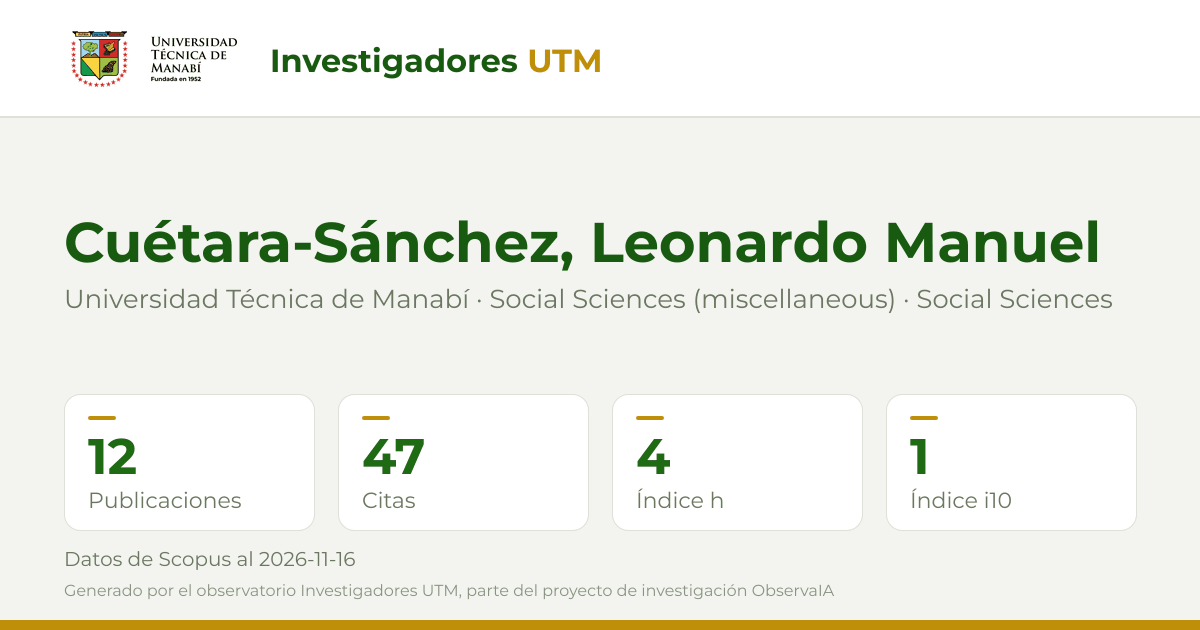 UNIVERSIDAD
TÉCNICA DE
MANABÍ
Fundada en 1952
Investigadores UTM
Cuétara-Sánchez, Leonardo Manuel
Universidad Técnica de Manabí · Social Sciences (miscellaneous) · Social Sciences
12
Publicaciones
47
Citas
4
Índice h
1
Índice i10
Datos de Scopus al 2026-11-16
Generado por el observatorio Investigadores UTM, parte del proyecto de investigación ObservaIA